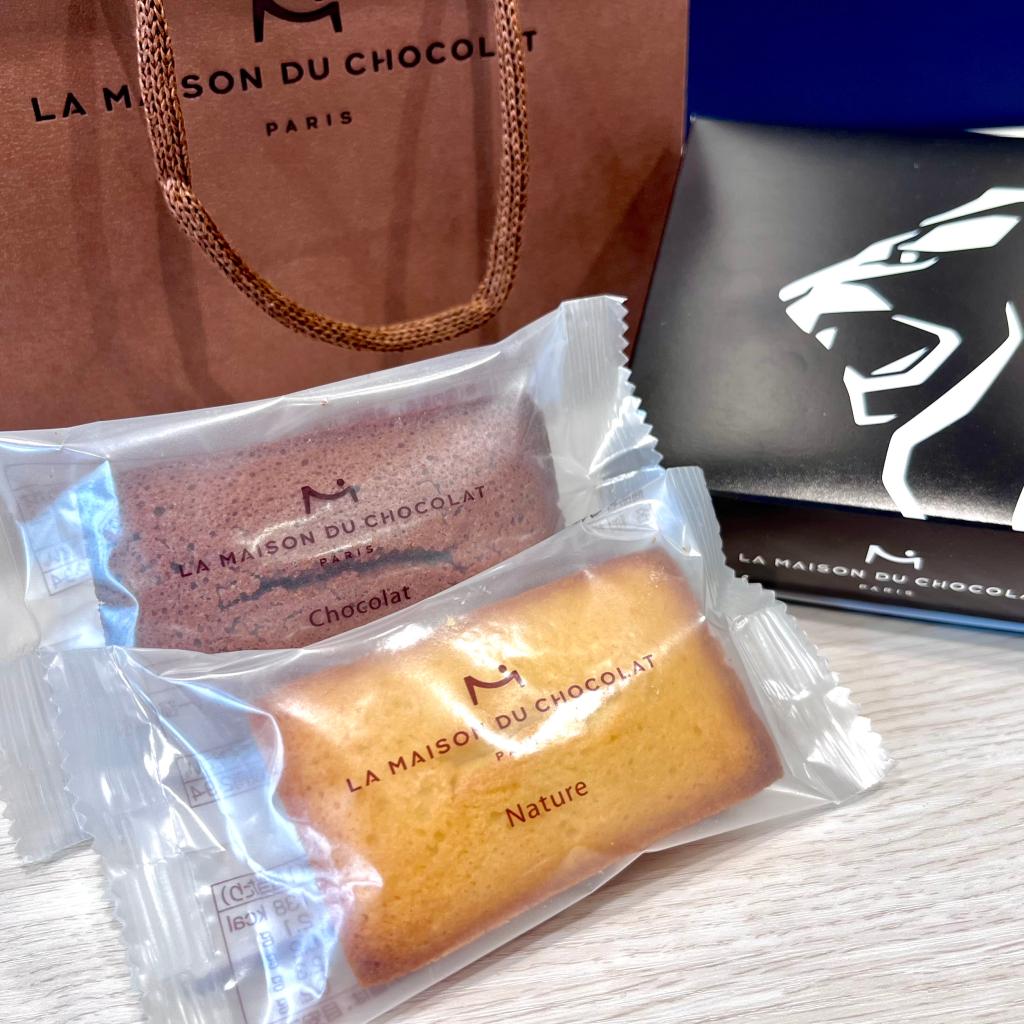 LA MAISON DU CHOCOLAT
PARIS
LA MAISON DU CHOCOLAT
PARIS
Chocolat
LA MAISON DU CHOCOLAT
PARIS
LA MAISON DU CHOCOLAT
Nature
kcal